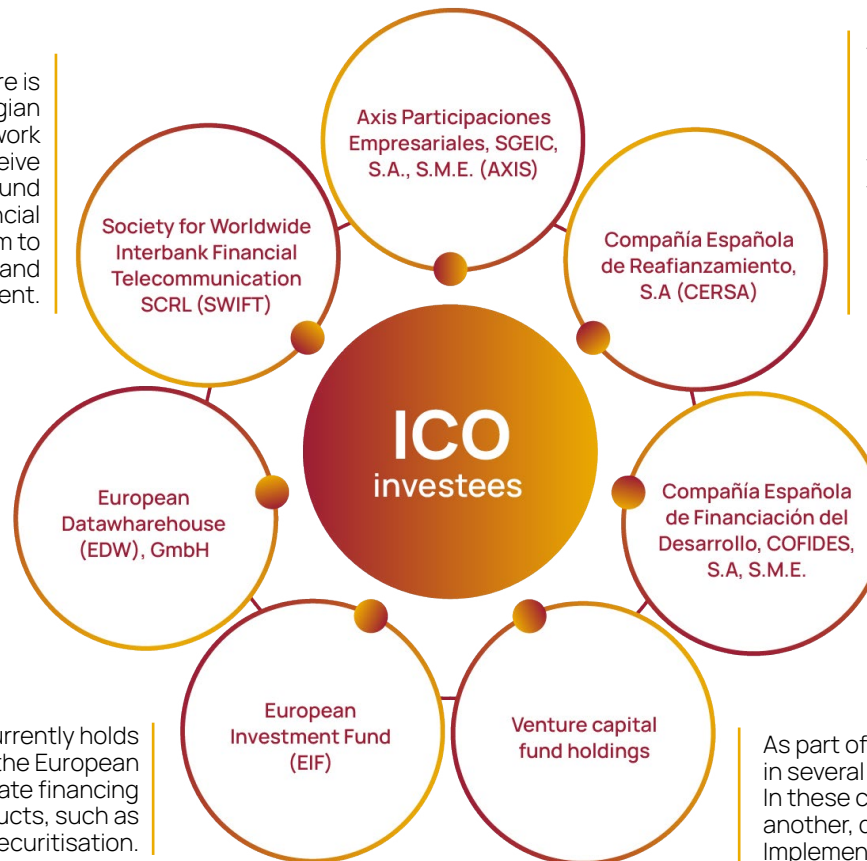 re is
gian
work
eive
und
ncial
m to
and
ent.
Axis Participaciones
Empresariales, SGEIC,
S.A., S.M.E. (AXIS)
Society for Worldwide
Interbank Financial
Telecommunication
SCRL (SWIFT)
Compañía Española
de Reafianzamiento,
S.A (CERSA)
ICO
investees
European
Datawharehouse
(EDW), GmbH
Compañía Española
de Financiación del
Desarrollo, COFIDES,
S.A, S.M.E.
European
Investment Fund
(EIF)
Venture capital
fund holdings
urrently holds
the European
ate financing
ucts, such as
ecuritisation.
As part of
in several
In these c
another, c
Implemen